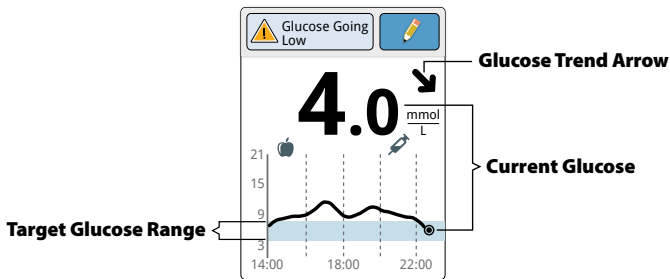 Glucose Going
Low
Glucose Trend Arrow
4.0 mmol
L
Current Glucose
21
15
9
Target Glucose Range
3
14:00 18:00 22:00